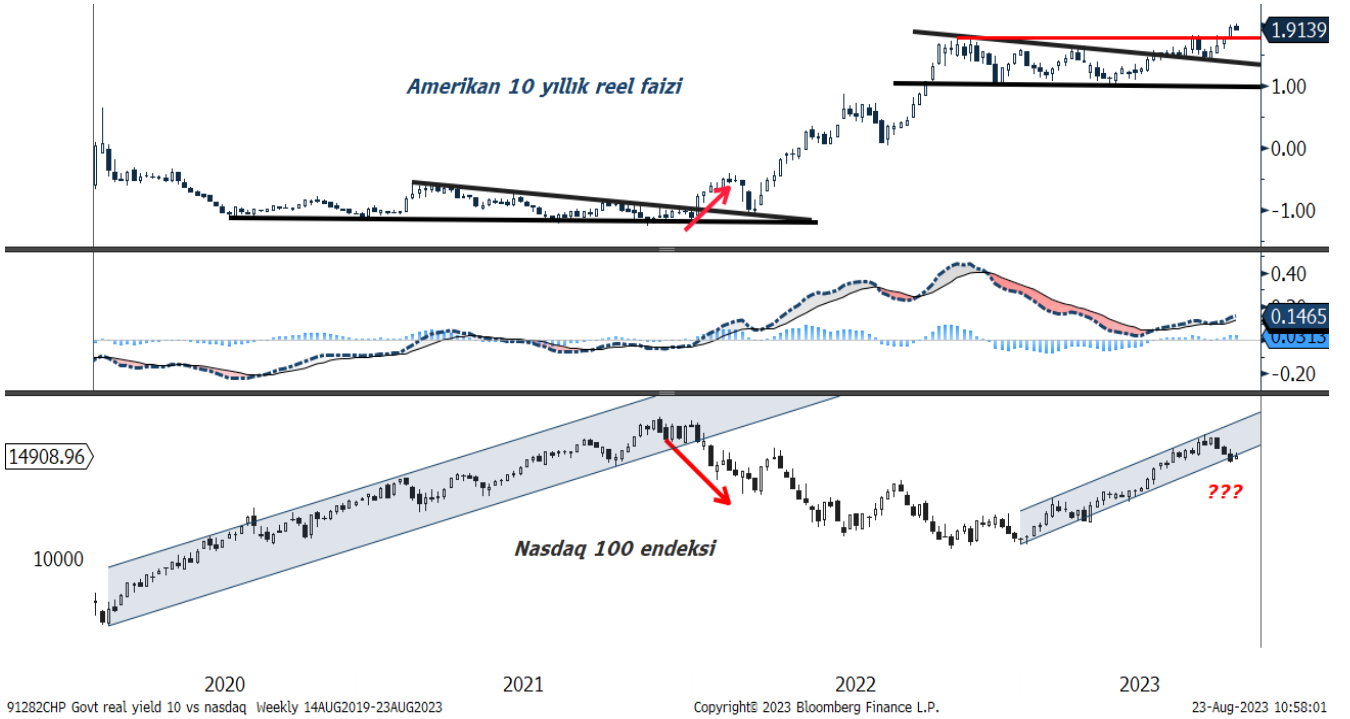 1.9139
Amerikan 10 yıllık reel faizi
1.00
0.00
-1.00
0.40
0.1465
0.0313
-0.20
14908.96
???
Nasdaq 100 endeksi
10000
2020 2021 2022 2023
91282CHP Govt real yield 10 vs nasdaq Weekly 14AUG2019-23AUG2023 Copyright© 2023 Bloomberg Finance L.P. 23-Aug-2023 10:58:01